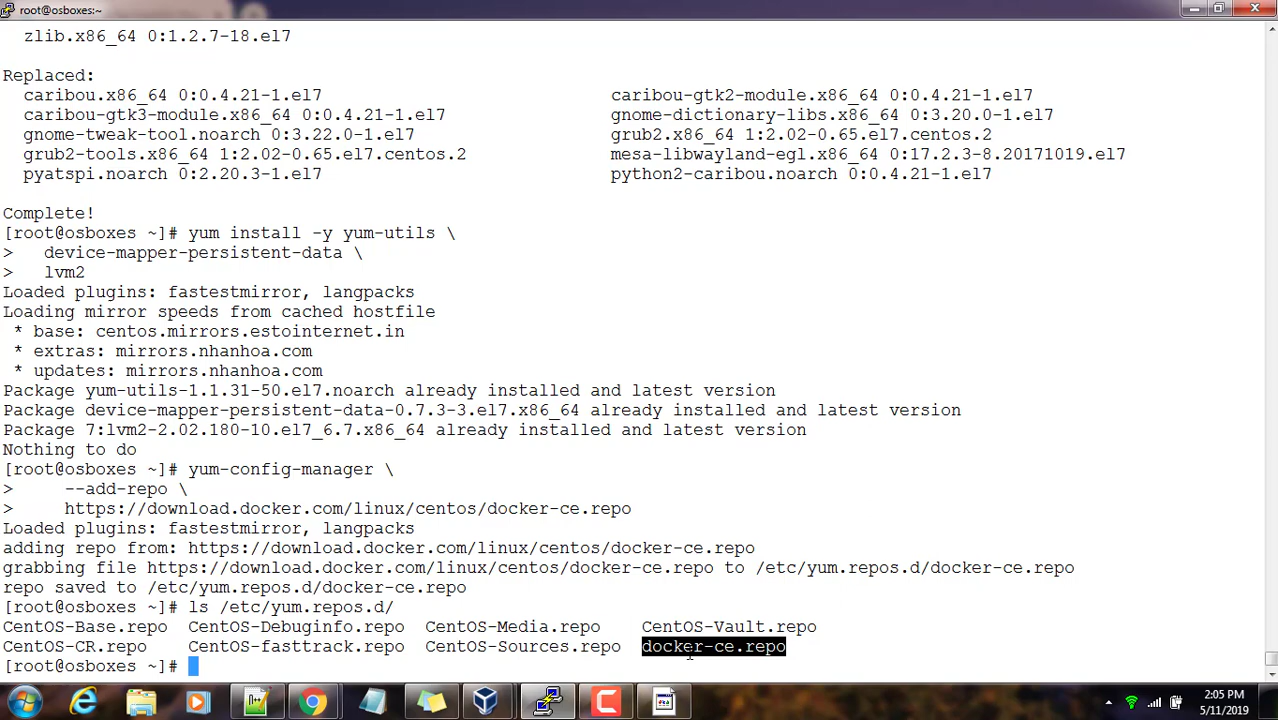 root@osboxes:~
zlib.x86_64 0:1.2.7-18.el7
Replaced:
caribou.x86_64 0:0.4.21-1.el7 caribou-gtk2-module.x86_64 0:0.4.21-1.el7
caribou-gtk3-module.x86_64 0:0.4.21-1.el7 gnome-dictionary-libs.x86_64 0:3.20.0-1.el7
gnome-tweak-tool.noarch 0:3.22.0-1.el7 grub2.x86_64 1:2.02-0.65.el7.centos.2
grub2-tools.x86_64 1:2.02-0.65.el7.centos.2 mesa-libwayland-egl.x86_64 0:17.2.3-8.20171019.el7
pyatspi.noarch 0:2.20.3-1.el7 python2-caribou.noarch 0:0.4.21-1.el7
Complete!
[root@osboxes ~]# yum install -y yum-utils \
> device-mapper-persistent-data \
> lvm2
Loaded plugins: fastestmirror, langpacks
Loading mirror speeds from cached hostfile
* base: centos.mirrors.estointernet.in
* extras: mirrors.nhanhoa.com
* updates: mirrors.nhanhoa.com
Package yum-utils-1.1.31-50.el7.noarch already installed and latest version
Package device-mapper-persistent-data-0.7.3-3.el7.x86_64 already installed and latest version
Package 7:lvm2-2.02.180-10.el7_6.7.x86_64 already installed and latest version
Nothing to do
[root@osboxes ~]# yum-config-manager \
> --add-repo \
> https://download.docker.com/linux/centos/docker-ce.repo
Loaded plugins: fastestmirror, langpacks
adding repo from: https://download.docker.com/linux/centos/docker-ce.repo
grabbing file https://download.docker.com/linux/centos/docker-ce.repo to /etc/yum.repos.d/docker-ce.repo
repo saved to /etc/yum.repos.d/docker-ce.repo
[root@osboxes ~]# ls /etc/yum.repos.d/
CentOS-Base.repo CentOS-Debuginfo.repo CentOS-Media.repo CentOS-Vault.repo
CentOS-CR.repo CentOS-fasttrack.repo CentOS-Sources.repo docker-ce.repo
[root@osboxes ~]#
2:05 PM
5/11/2019